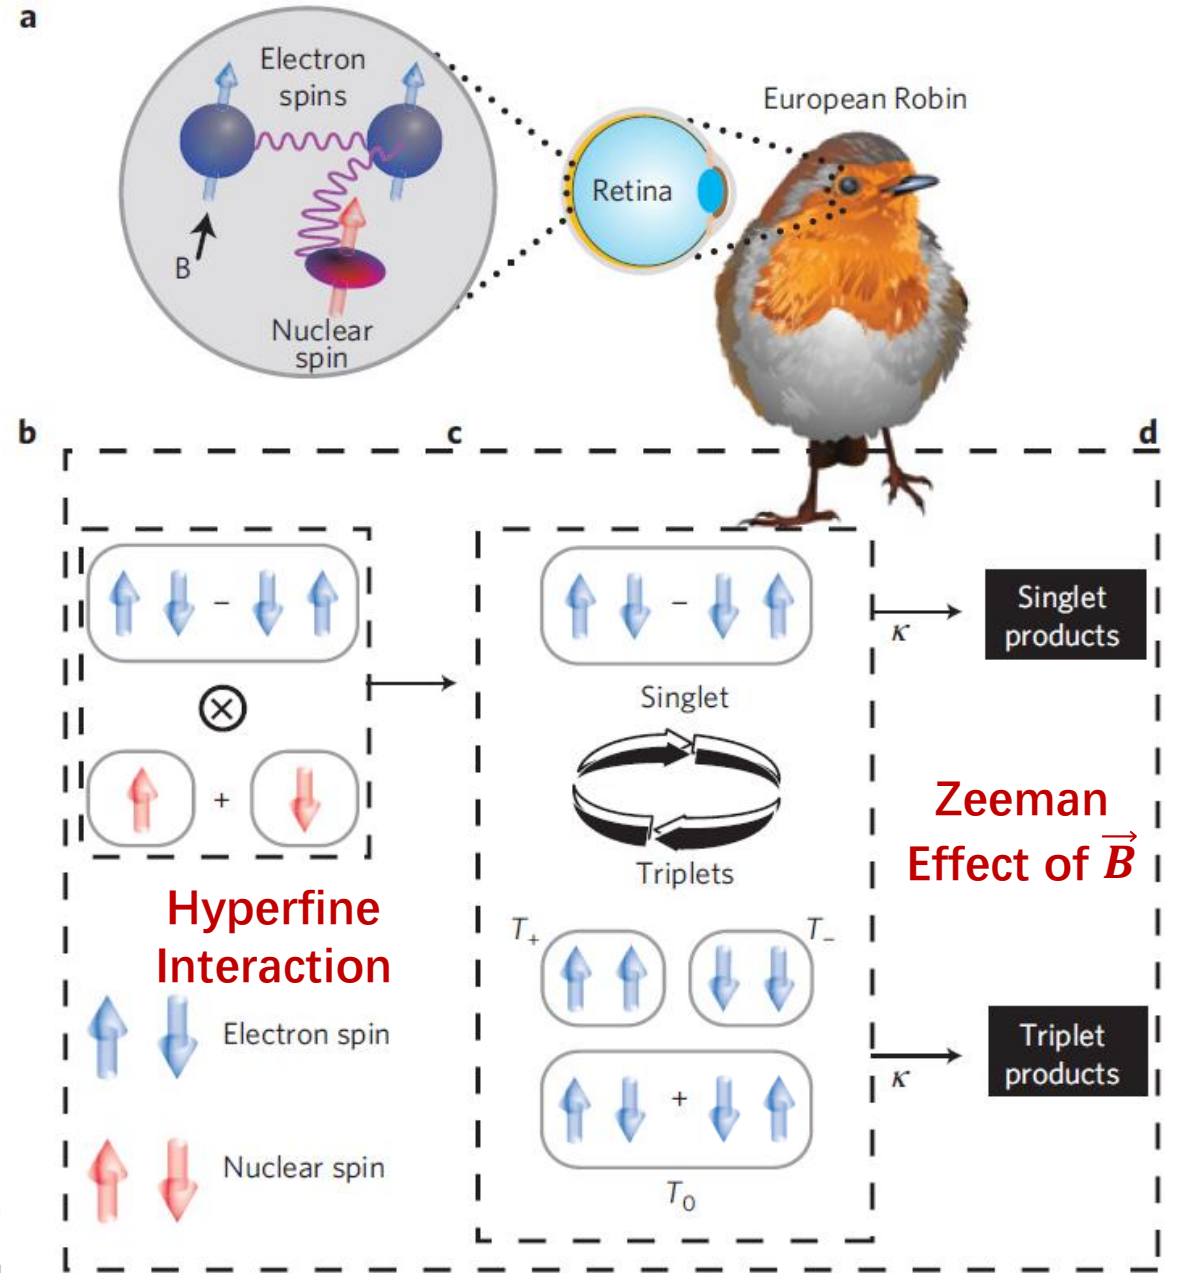 a
Electron
spins
B
Nuclear
spin
Retina
European Robin
b
c
d
–
⊗
+
Hyperfine
Interaction
Electron spin
Nuclear spin
–
Singlet
Triplets
T₊
T₋
+
T₀
κ
κ
Singlet
products
Zeeman
Effect of B⃗
Triplet
products